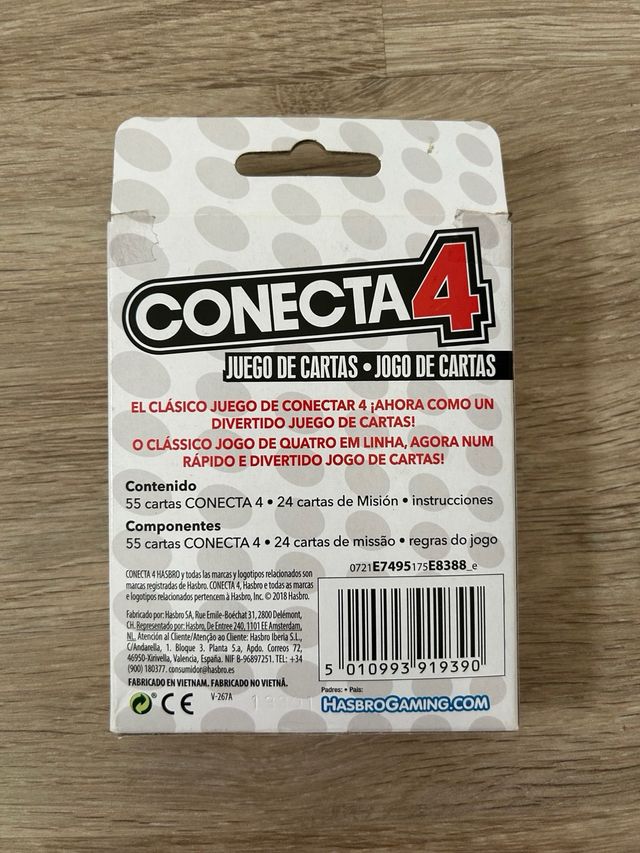 CONECTA 4
JUEGO DE CARTAS • JOGO DE CARTAS
EL CLÁSICO JUEGO DE CONECTAR 4 ¡AHORA COMO UN
DIVERTIDO JUEGO DE CARTAS!
O CLÁSSICO JOGO DE QUATRO EM LINHA, AGORA NUM
RÁPIDO E DIVERTIDO JOGO DE CARTAS!
Contenido
55 cartas CONECTA 4 • 24 cartas de Misión • instrucciones
Componentes
55 cartas CONECTA 4 • 24 cartas de missão • regras do jogo
0721E7495175E8388_e
CONECTA 4 HASBRO y todas las marcas y logotipos relacionados son
marcas registradas de Hasbro. CONECTA 4, Hasbro e todas as marcas
e logotipos relacionados pertencem à Hasbro, Inc. © 2018 Hasbro.
Fabricado por: Hasbro SA, Rue Emile-Boéchat 31, 2800 Delémont,
CH. Representado por: Hasbro, De Entree 240, 1101 EE Amsterdam,
NL. Atención al Cliente/Atenção ao Cliente: Hasbro Iberia S.L.,
C/Andarella, 1. Bloque 3. Planta 5.a, Apdo. Correos 72,
46950-Xirivella, Valencia, España. NIF B-96897251. TEL: +34
(900) 180377. consumidor@hasbro.es
FABRICADO EN VIETNAM. FABRICADO NO VIETNÃ.
V-267A
CE
5 010993 919390
Padres: • Pais:
HASBROGAMING.COM